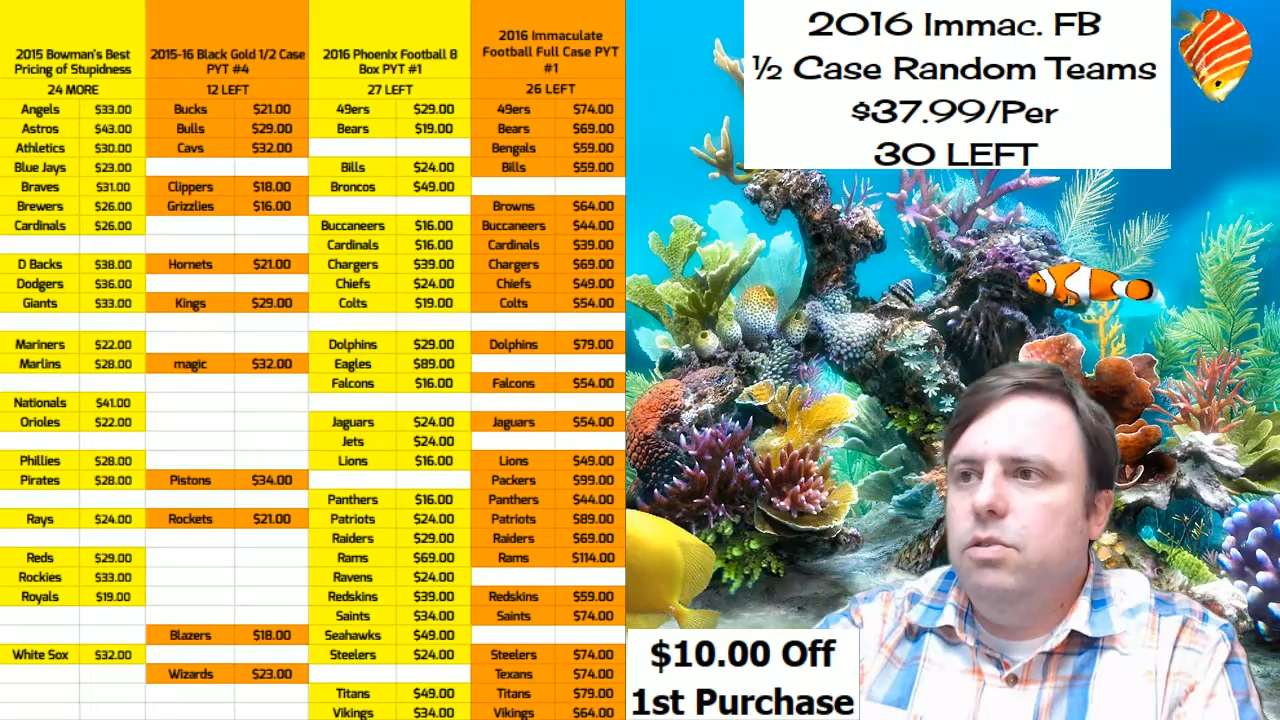 2015 Bowman's Best
Pricing of Stupidness
24 MORE
Angels $33.00
Astros $43.00
Athletics $30.00
Blue Jays $23.00
Braves $31.00
Brewers $26.00
Cardinals $26.00
D Backs $38.00
Dodgers $36.00
Giants $33.00
Mariners $22.00
Marlins $28.00
Nationals $41.00
Orioles $22.00
Phillies $28.00
Pirates $28.00
Rays $24.00
Reds $29.00
Rockies $33.00
Royals $19.00
White Sox $32.00
2015-16 Black Gold 1/2 Case
PYT #4
12 LEFT
Bucks $21.00
Bulls $29.00
Cavs $32.00
Clippers $18.00
Grizzlies $16.00
Hornets $21.00
Kings $29.00
magic $32.00
Pistons $34.00
Rockets $21.00
Blazers $18.00
Wizards $23.00
2016 Phoenix Football 8
Box PYT #1
27 LEFT
49ers $29.00
Bears $19.00
Bills $24.00
Broncos $49.00
Buccaneers $16.00
Cardinals $16.00
Chargers $39.00
Chiefs $24.00
Colts $19.00
Dolphins $29.00
Eagles $89.00
Falcons $16.00
Jaguars $24.00
Jets $24.00
Lions $16.00
Panthers $16.00
Patriots $24.00
Raiders $29.00
Rams $69.00
Ravens $24.00
Redskins $39.00
Saints $34.00
Seahawks $49.00
Steelers $24.00
Titans $49.00
Vikings $34.00
2016 Immaculate
Football Full Case PYT
#1
26 LEFT
49ers $74.00
Bears $69.00
Bengals $59.00
Bills $59.00
Browns $64.00
Buccaneers $44.00
Cardinals $39.00
Chargers $69.00
Chiefs $49.00
Colts $54.00
Dolphins $79.00
Falcons $54.00
Jaguars $54.00
Lions $49.00
Packers $99.00
Panthers $44.00
Patriots $89.00
Raiders $69.00
Rams $114.00
Redskins $59.00
Saints $74.00
Steelers $74.00
Texans $74.00
Titans $79.00
Vikings $64.00
2016 Immac. FB
½ Case Random Teams
$37.99/Per
30 LEFT
$10.00 Off
1st Purchase